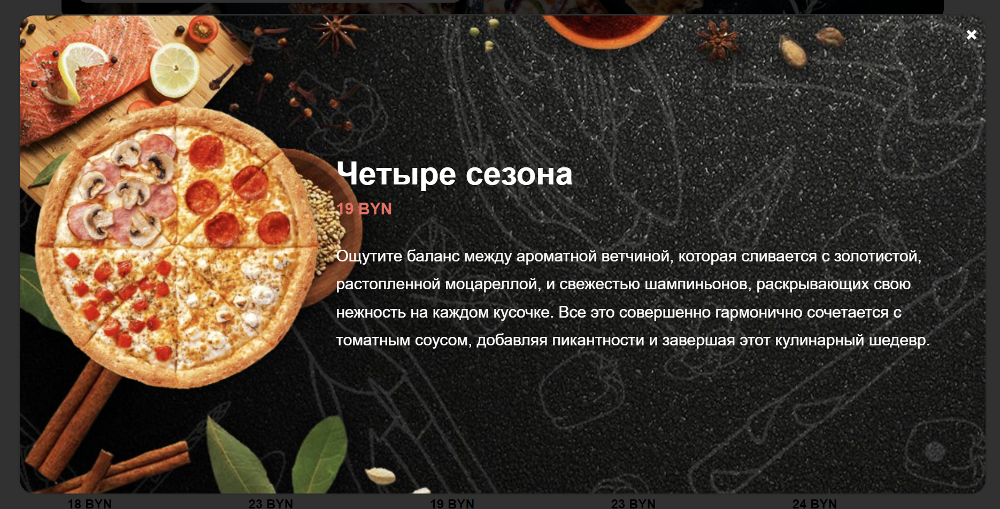 Четыре сезона
19 BYN
Ощутите баланс между ароматной ветчиной, которая сливается с золотистой,
растопленной моцареллой, и свежестью шампиньонов, раскрывающих свою
нежность на каждом кусочке. Все это совершенно гармонично сочетается с
томатным соусом, добавляя пикантности и завершая этот кулинарный шедевр.
18 BYN 23 BYN 19 BYN 23 BYN 24 BYN